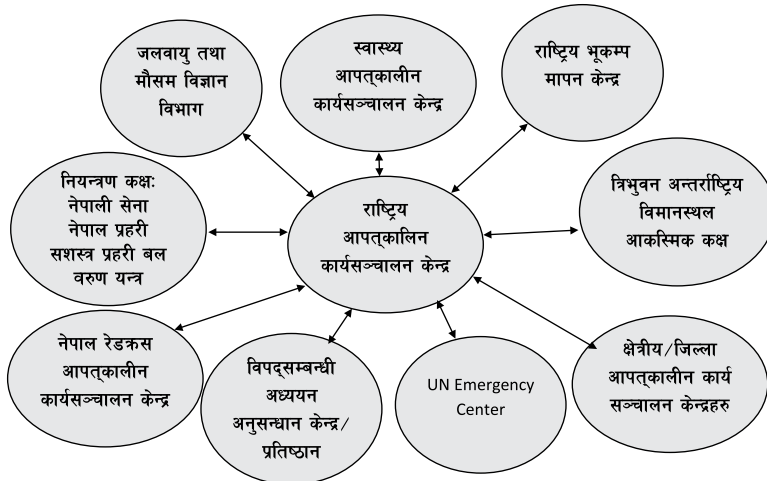 जलवायु तथा
मौसम विज्ञान
विभाग
स्वास्थ्य
आपत्कालीन
कार्यसञ्चालन केन्द्र
राष्ट्रिय भूकम्प
मापन केन्द्र
नियन्त्रण कक्षः
नेपाली सेना
नेपाल प्रहरी
सशस्त्र प्रहरी बल
वरुण यन्त्र
राष्ट्रिय
आपत्कालिन
कार्यसञ्चालन केन्द्र
त्रिभुवन अन्तर्राष्ट्रिय
विमानस्थल
आकस्मिक कक्ष
नेपाल रेडक्रस
आपत्कालीन
कार्यसञ्चालन केन्द्र
विपद्सम्बन्धी
अध्ययन
अनुसन्धान केन्द्र/
प्रतिष्ठान
UN Emergency
Center
क्षेत्रीय/जिल्ला
आपत्कालीन कार्य
सञ्चालन केन्द्रहरु